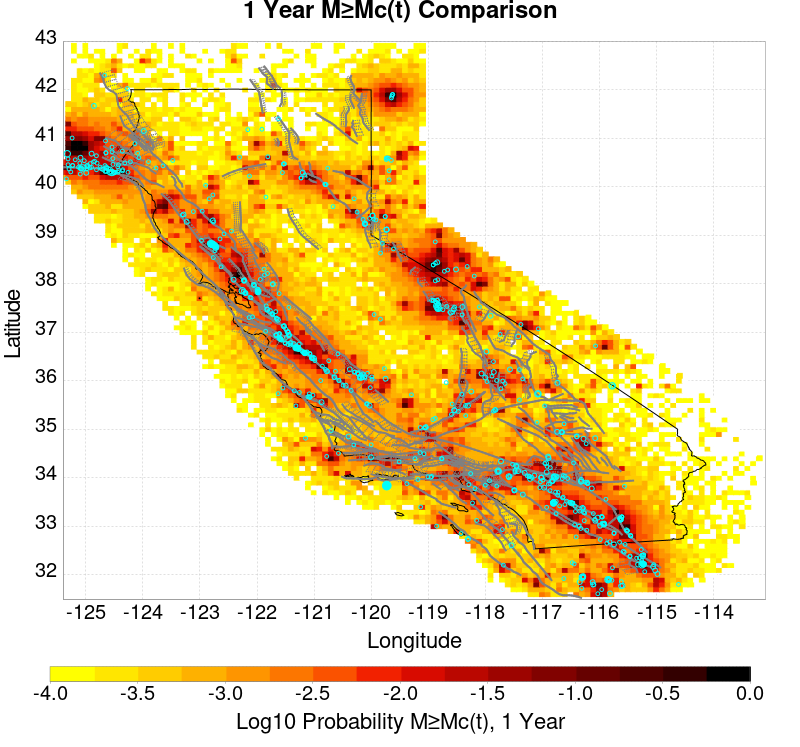 1 Year M≥Mc(t) Comparison
43
42
41
40
39
38
37
36
35
34
33
32
Latitude
-125 -124 -123 -122 -121 -120 -119 -118 -117 -116 -115 -114
Longitude
-4.0 -3.5 -3.0 -2.5 -2.0 -1.5 -1.0 -0.5 0.0
Log10 Probability M≥Mc(t), 1 Year